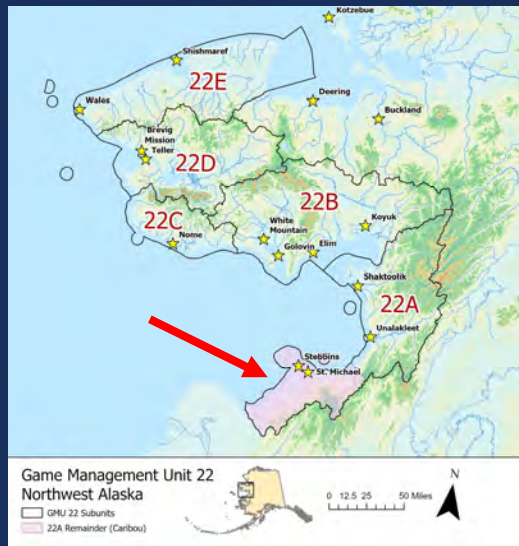 Kotzebue
Shishmaref
22E
Wales
Deering
Buckland
Brevig
Mission
Teller
22D
22B
22C
White
Mountain
Koyuk
Nome
Golovin
Elim
Shaktoolik
22A
Unalakleet
Stebbins
St. Michael
Game Management Unit 22
Northwest Alaska
GMU 22 Subunits
22A Remainder (Caribou)
0 12.5 25 50 Miles
N